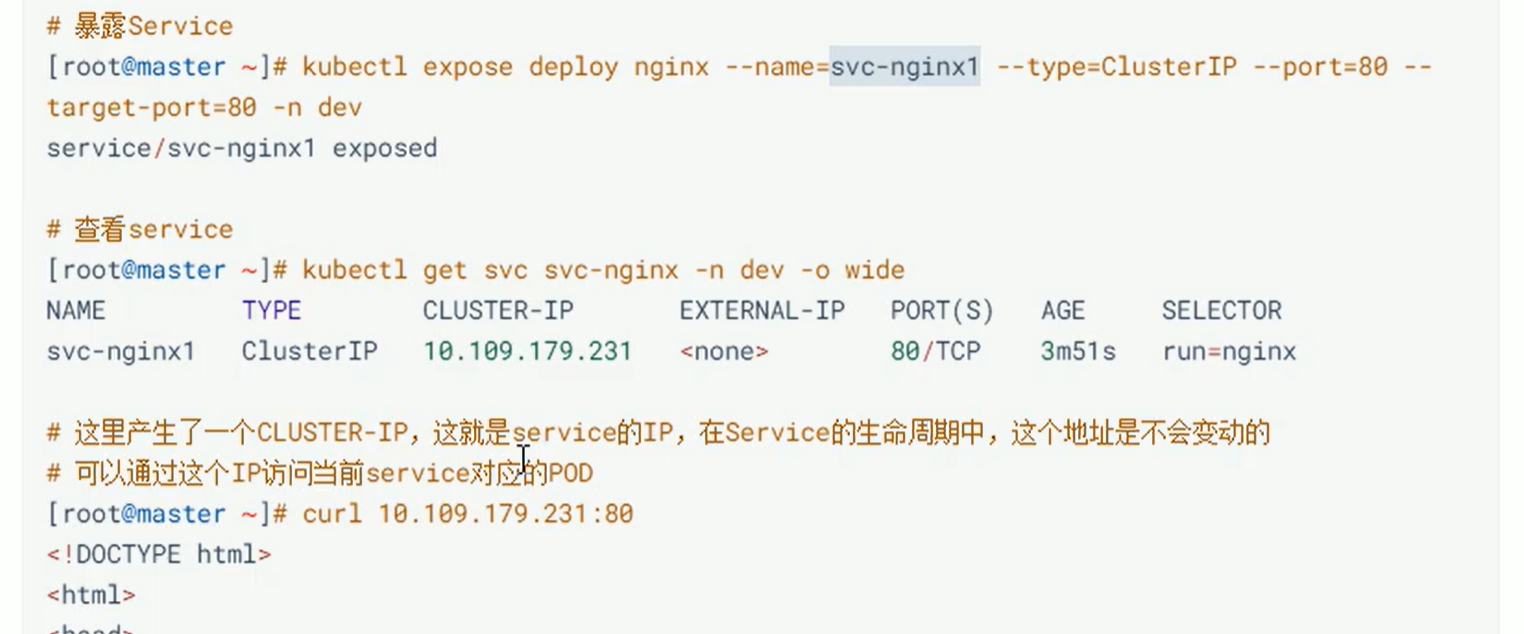 # 暴露Service
[root@master ~]# kubectl expose deploy nginx --name=svc-nginx1 --type=ClusterIP --port=80 --
target-port=80 -n dev
service/svc-nginx1 exposed
# 查看service
[root@master ~]# kubectl get svc svc-nginx -n dev -o wide
NAME TYPE CLUSTER-IP EXTERNAL-IP PORT(S) AGE SELECTOR
svc-nginx1 ClusterIP 10.109.179.231 <none> 80/TCP 3m51s run=nginx
# 这里产生了一个CLUSTER-IP，这就是service的IP，在Service的生命周期中，这个地址是不会变动的
# 可以通过这个IP访问当前service对应的POD
[root@master ~]# curl 10.109.179.231:80
<!DOCTYPE html>
<html>
<head>